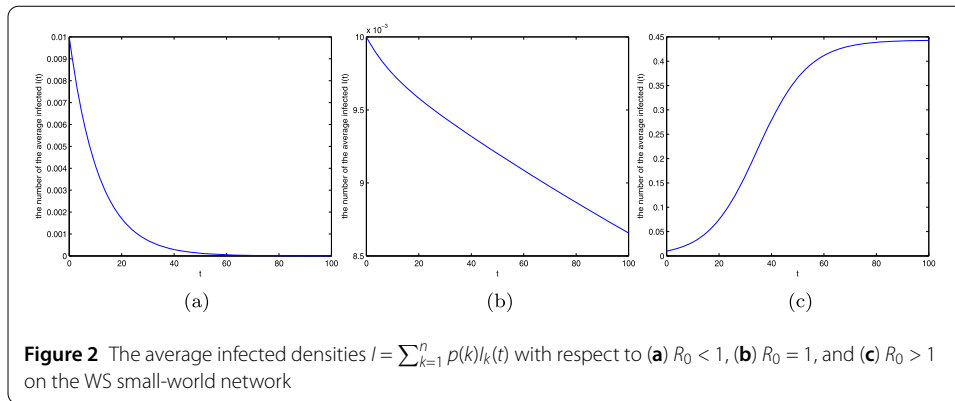 0.01
0.009
0.008
0.007
0.006
0.005
0.004
0.003
0.002
0.001
0
the number of the average infected I(t)
0 20 40 60 80 100
t
(a)
x 10⁻³
10
9.5
9
8.5
the number of the average infected I(t)
0 20 40 60 80 100
t
(b)
0.45
0.4
0.35
0.3
0.25
0.2
0.15
0.1
0.05
0
the number of the average infected I(t)
0 20 40 60 80 100
t
(c)
Figure 2 The average infected densities I = ∑ⁿₖ₌₁ p(k)Iₖ(t) with respect to (a) R₀ < 1, (b) R₀ = 1, and (c) R₀ > 1
on the WS small-world network